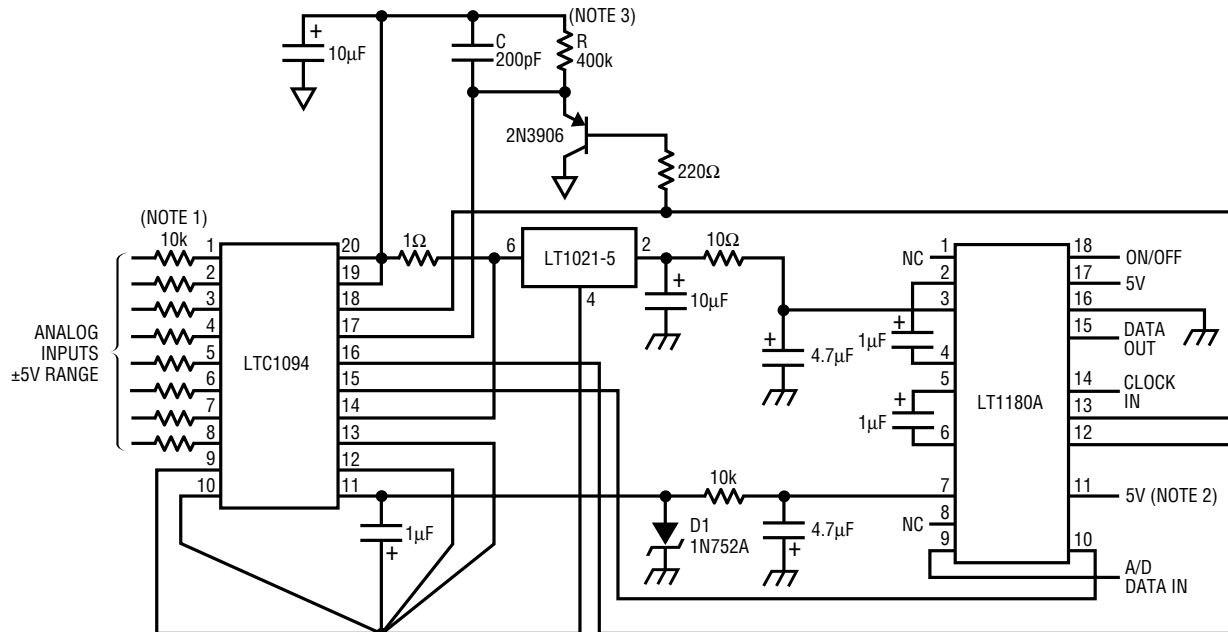 (NOTE 3)
+
10µF
C
200pF
R
400k
2N3906
220Ω
(NOTE 1)
10k
ANALOG
INPUTS
±5V RANGE
1
2
3
4
5
6
7
8
9
10
LTC1094
20
19
18
17
16
15
14
13
12
11
1Ω
6
LT1021-5
2
4
10Ω
+
10µF
+
4.7µF
+
1µF
+
1µF
NC
1
2
3
4
5
6
7
NC
8
9
LT1180A
18
ON/OFF
17
5V
16
15
DATA
OUT
14
CLOCK
IN
13
12
11
5V (NOTE 2)
10
A/D
DATA IN
1µF
+
D1
1N752A
10k
4.7µF
+